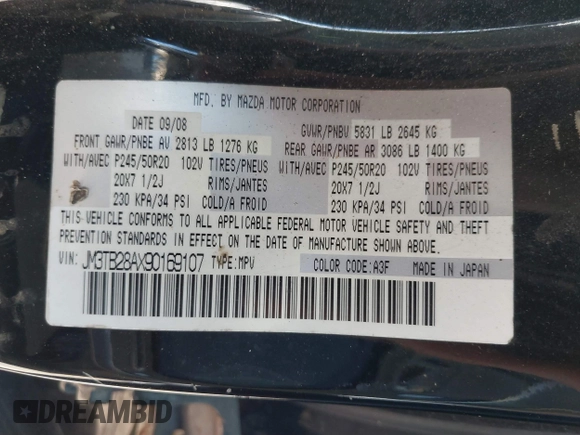 MFD. BY MAZDA MOTOR CORPORATION
DATE 09/08 GVWR/PNBV 5831 LB 2645 KG
FRONT GAWR/PNBE AV 2813 LB 1276 KG REAR GAWR/PNBE AR 3086 LB 1400 KG
WITH/AVEC P245/50R20 102V TIRES/PNEUS WITH/AVEC P245/50R20 102V TIRES/PNEUS
20X7 1/2J RIMS/JANTES 20X7 1/2J RIMS/JANTES
230 KPA/34 PSI COLD/A FROID 230 KPA/34 PSI COLD/A FROID
THIS VEHICLE CONFORMS TO ALL APPLICABLE FEDERAL MOTOR VEHICLE SAFETY AND THEFT
PREVENTION STANDARDS IN EFFECT ON THE DATE OF MANUFACTURE SHOWN ABOVE.
VIN: JM3TB28AX90169107 TYPE:MPV COLOR CODE:A3F MADE IN JAPAN
DREAMBID